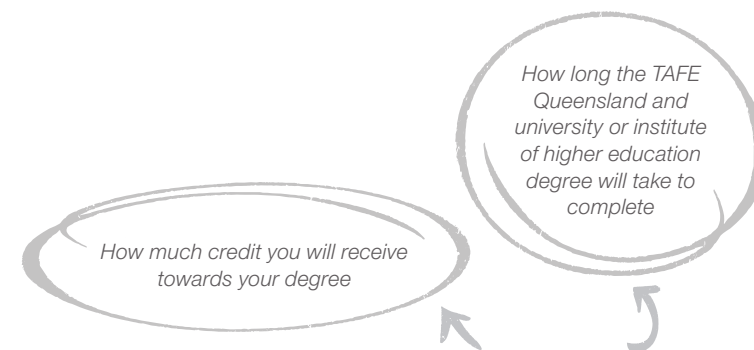 How long the TAFE
Queensland and
university or institute
of higher education
degree will take to
complete
How much credit you will receive
towards your degree